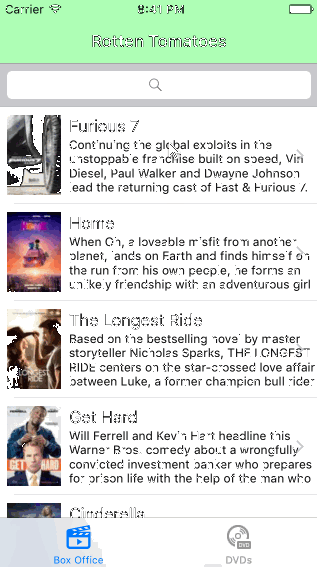 Carrier 9:41 PM
Rotten Tomatoes
Furious 7
Continuing the global exploits in the
unstoppable franchise built on speed, Vin
Diesel, Paul Walker and Dwayne Johnson
lead the returning cast of Fast & Furious 7.
Home
When Oh, a loveable misfit from another
planet, lands on Earth and finds himself on
the run from his own people, he forms an
unlikely friendship with an adventurous girl
The Longest Ride
Based on the bestselling novel by master
storyteller Nicholas Sparks, THE LONGEST
RIDE centers on the star-crossed love affair
between Luke, a former champion bull rider
Get Hard
Will Ferrell and Kevin Hart headline this
Warner Bros. comedy about a wrongfully
convicted investment banker who prepares
for prison life with the help of the man who
GET HARD
Cinderella
Box Office
DVD
DVDs